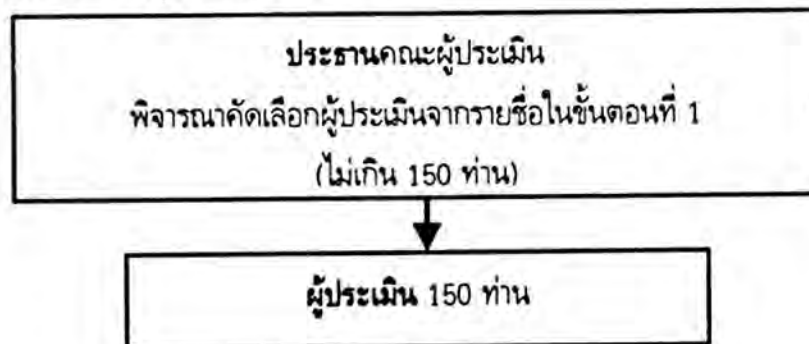 ประธานคณะผู้ประเมิน
พิจารณาคัดเลือกผู้ประเมินจากรายชื่อในขั้นตอนที่ 1
(ไม่เกิน 150 ท่าน)
ผู้ประเมิน 150 ท่าน